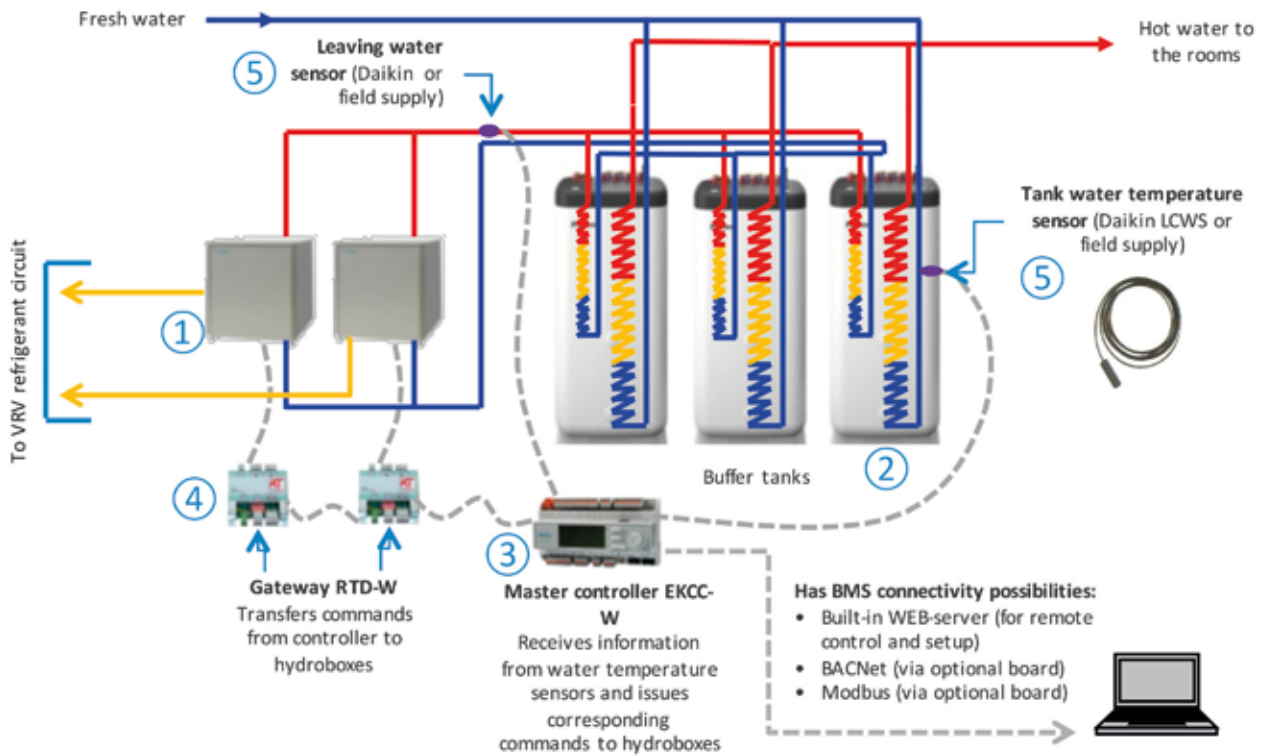 Fresh water
Leaving water
sensor (Daikin or
field supply)
5
Hot water to
the rooms
Tank water temperature
sensor (Daikin LCWS or
field supply)
5
To VRV refrigerant circuit
1
2
Buffer tanks
4
3
Gateway RTD-W
Transfers commands
from controller to
hydroboxes
Master controller EKCC-
W
Receives information
from water temperature
sensors and issues
corresponding
commands to hydroboxes
Has BMS connectivity possibilities:
• Built-in WEB-server (for remote
control and setup)
• BACNet (via optional board)
• Modbus (via optional board)